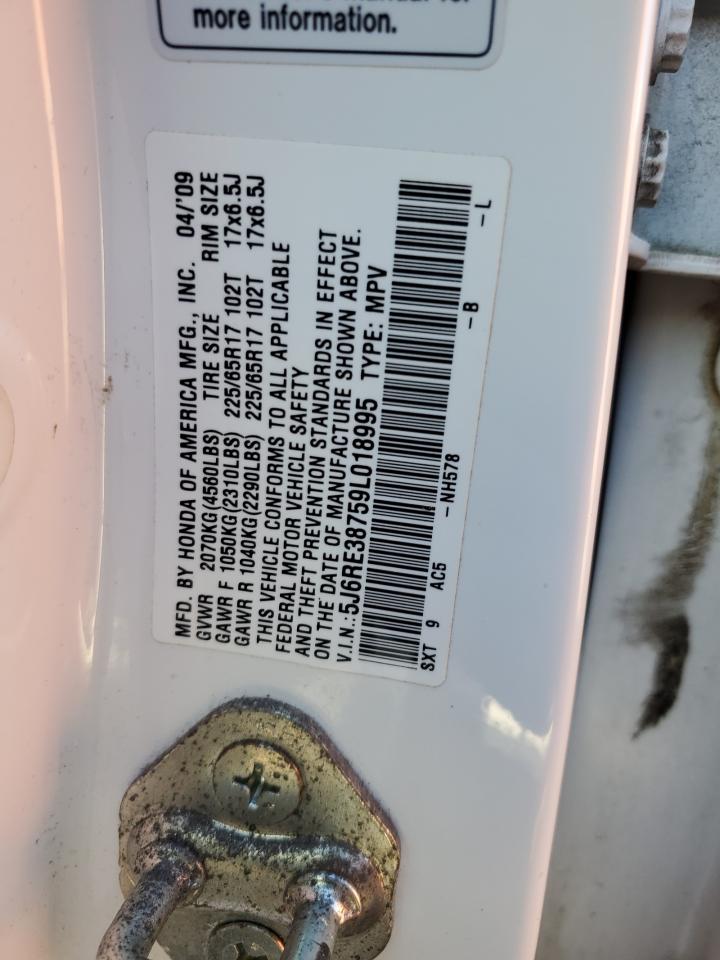 more information.
MFD. BY HONDA OF AMERICA MFG., INC. 04/'09
GVWR 2070KG(4560LBS) TIRE SIZE RIM SIZE
GAWR F 1050KG(2310LBS) 225/65R17 102T 17x6.5J
GAWR R 1040KG(2290LBS) 225/65R17 102T 17x6.5J
THIS VEHICLE CONFORMS TO ALL APPLICABLE
FEDERAL MOTOR VEHICLE SAFETY
AND THEFT PREVENTION STANDARDS IN EFFECT
ON THE DATE OF MANUFACTURE SHOWN ABOVE.
V.I.N.:5J6RE38759L018995 TYPE: MPV
SXT 9 AC5 -NH578 -B -L